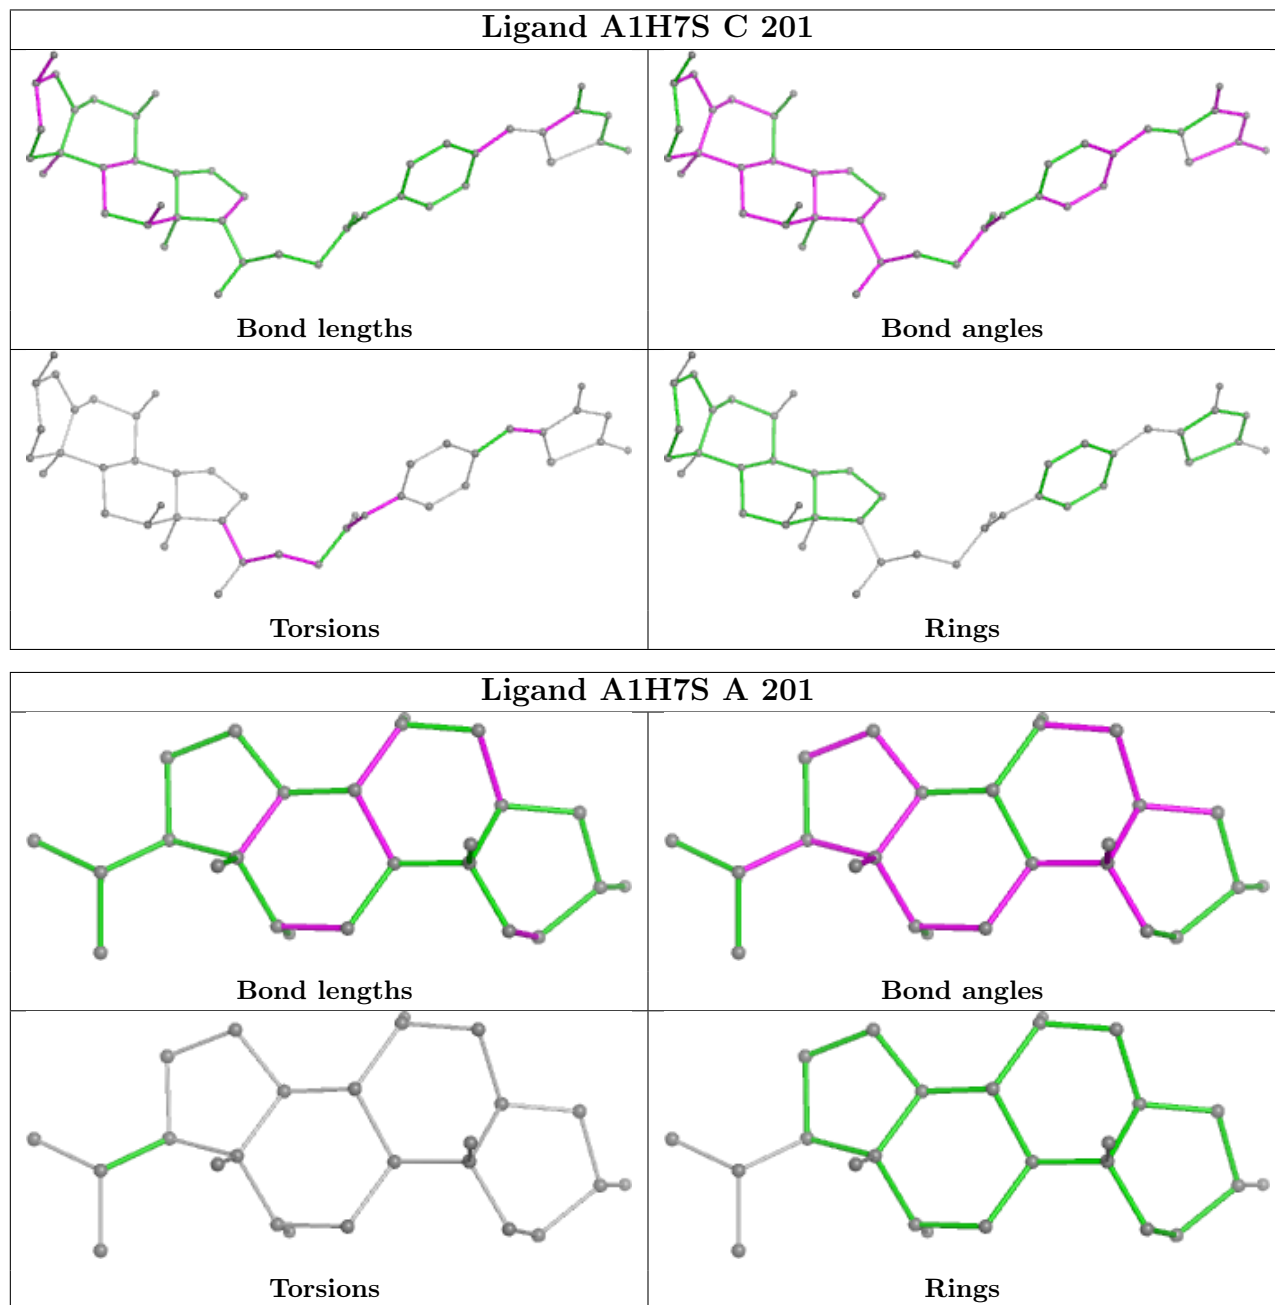 Ligand A1H7S C 201
Bond lengths
Bond angles
Torsions
Rings
Ligand A1H7S A 201
Bond lengths
Bond angles
Torsions
Rings